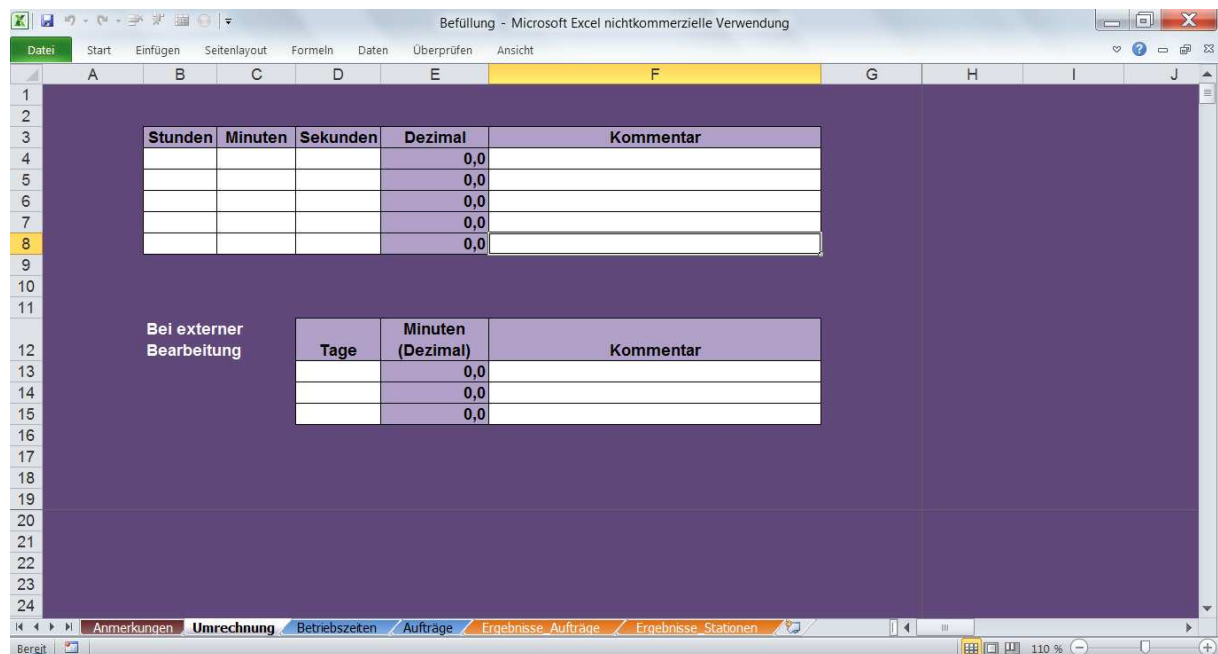 Befüllung - Microsoft Excel nichtkommerzielle Verwendung
Datei Start Einfügen Seitenlayout Formeln Daten Überprüfen Ansicht
A B C D E F G H I J
1
2
3 Stunden Minuten Sekunden Dezimal Kommentar
4 0,0
5 0,0
6 0,0
7 0,0
8 0,0
9
10
11
Bei externer Minuten
12 Bearbeitung Tage (Dezimal) Kommentar
13 0,0
14 0,0
15 0,0
16
17
18
19
20
21
22
23
24
Anmerkungen Umrechnung Betriebszeiten Aufträge Ergebnisse_Aufträge Ergebnisse_Stationen
Bereit 110 %